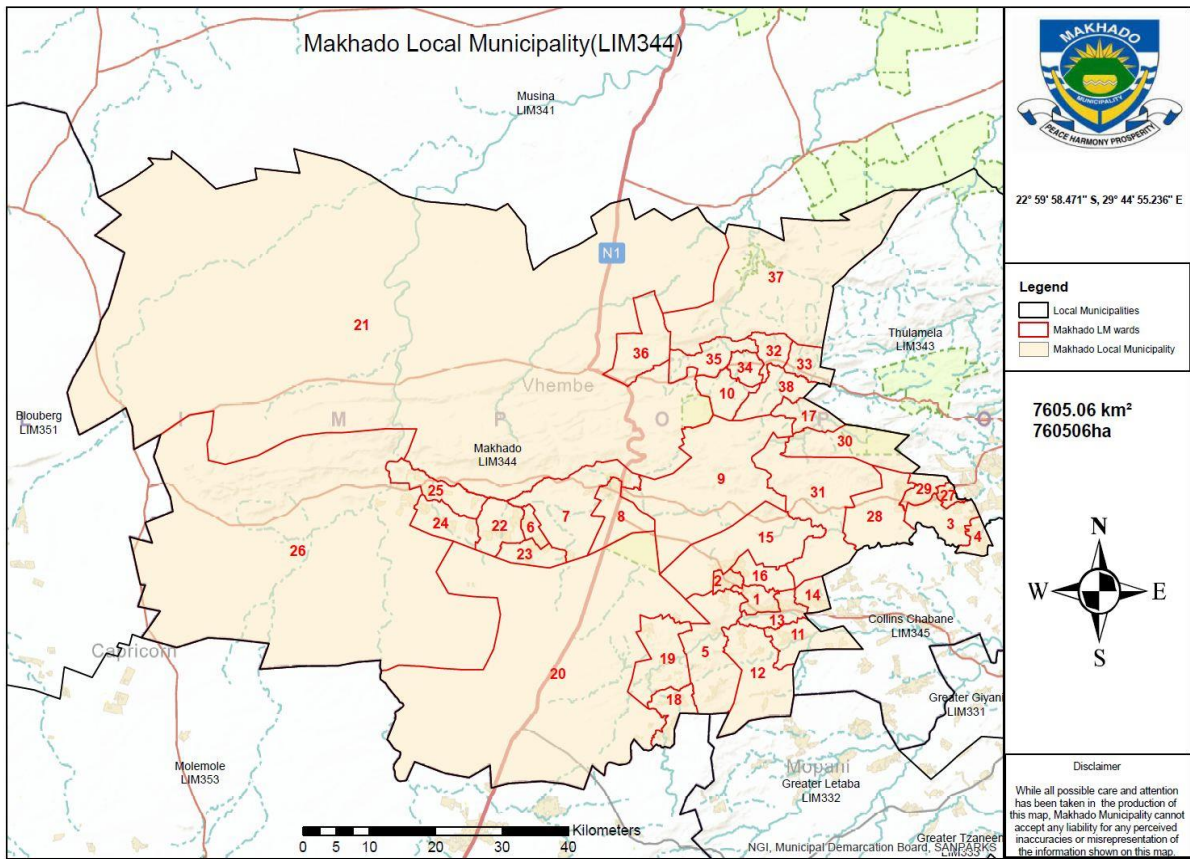 Makhado Local Municipality(LIM344)
Musina
LIM341
N1
37
21
Thulamela
LIM343
36
35
32
34
33
Vhembe
38
10
Blouberg
LIM351
L I M P O P O
17
30
Makhado
LIM344
9
25
31
29
27
24
22
6
7
8
28
3
4
26
15
23
2
16
1
14
13
11
Collins Chabane
LIM345
Capricorn
19
5
12
20
18
Greater Giyani
LIM331
Molemole
LIM353
Mopani
Greater Letaba
LIM332
Kilometers
0 5 10 20 30 40
Greater Tzaneen
LIM333
NGI, Municipal Demarcation Board, SANPARKS
MAKHADO
MUNICIPALITY
PEACE HARMONY PROSPERITY
22° 59' 58.471" S, 29° 44' 55.236" E
Legend
Local Municipalities
Makhado LM wards
Makhado Local Municipality
7605.06 km²
760506ha
N
W E
S
Disclaimer
While all possible care and attention
has been taken in the production of
this map, Makhado Municipality cannot
accept any liability for any perceived
inaccuracies or misrepresentation of
the information shown on this map.